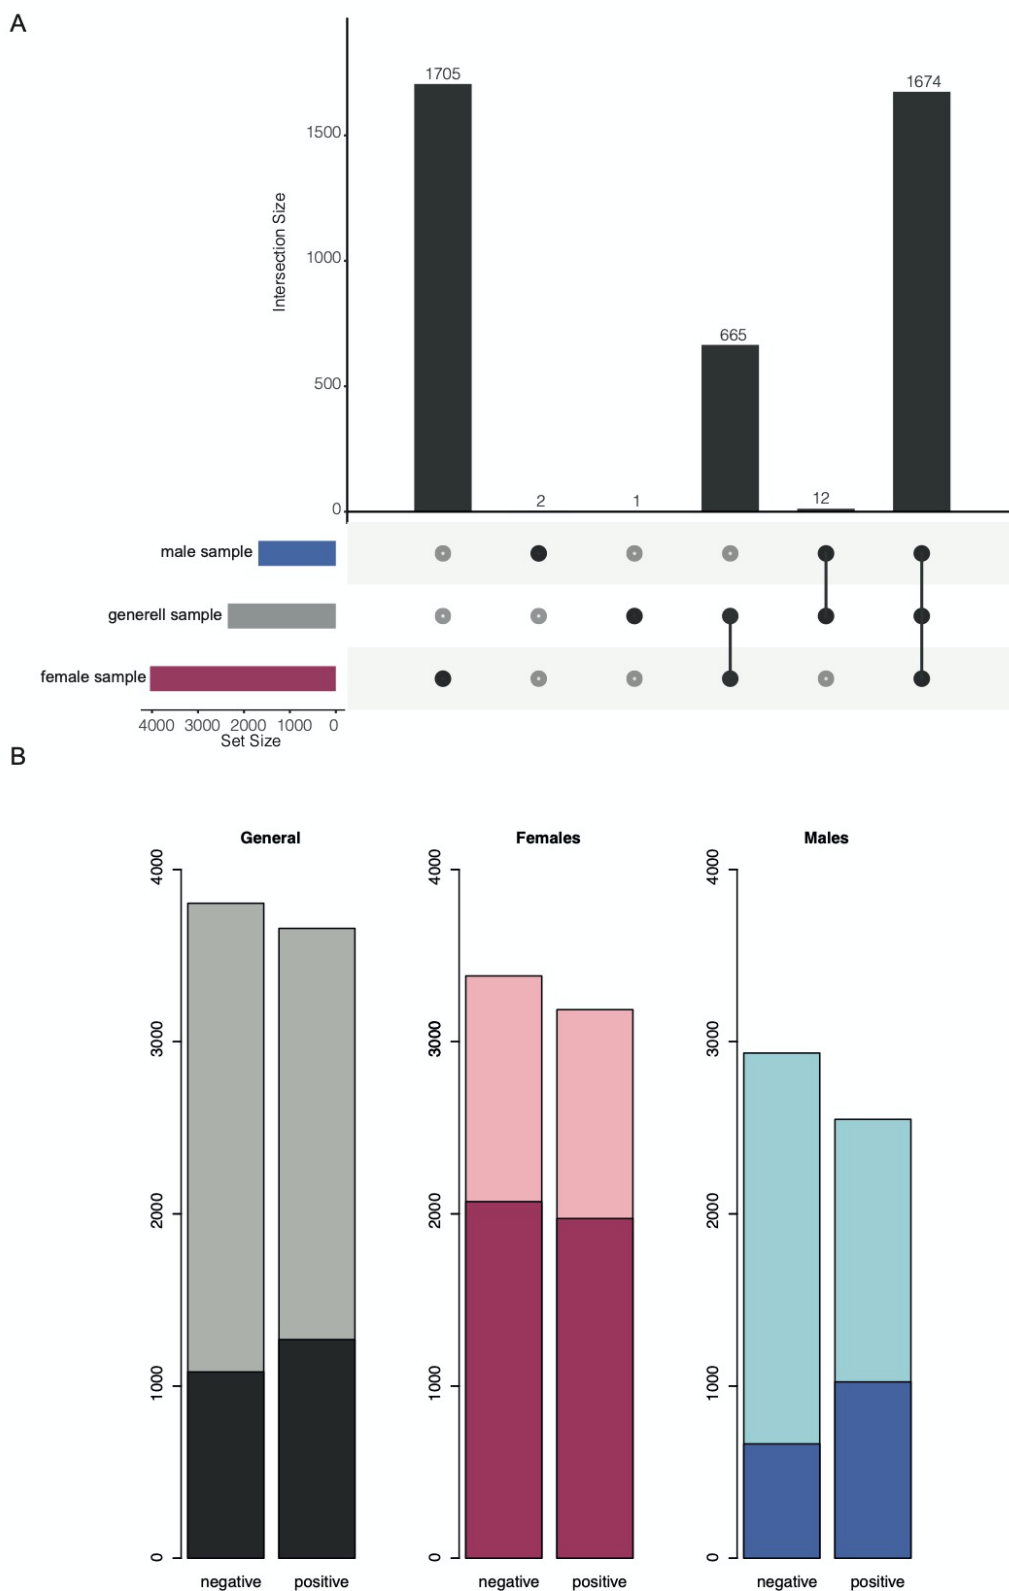 A
1705
1674
1500
Intersection Size
1000
665
500
2
1
12
0
male sample
generell sample
female sample
4000 3000 2000 1000 0
Set Size
B
General
Females
Males
4000
3000
2000
1000
0
4000
3000
2000
1000
0
4000
3000
2000
1000
0
negative positive
negative positive
negative positive